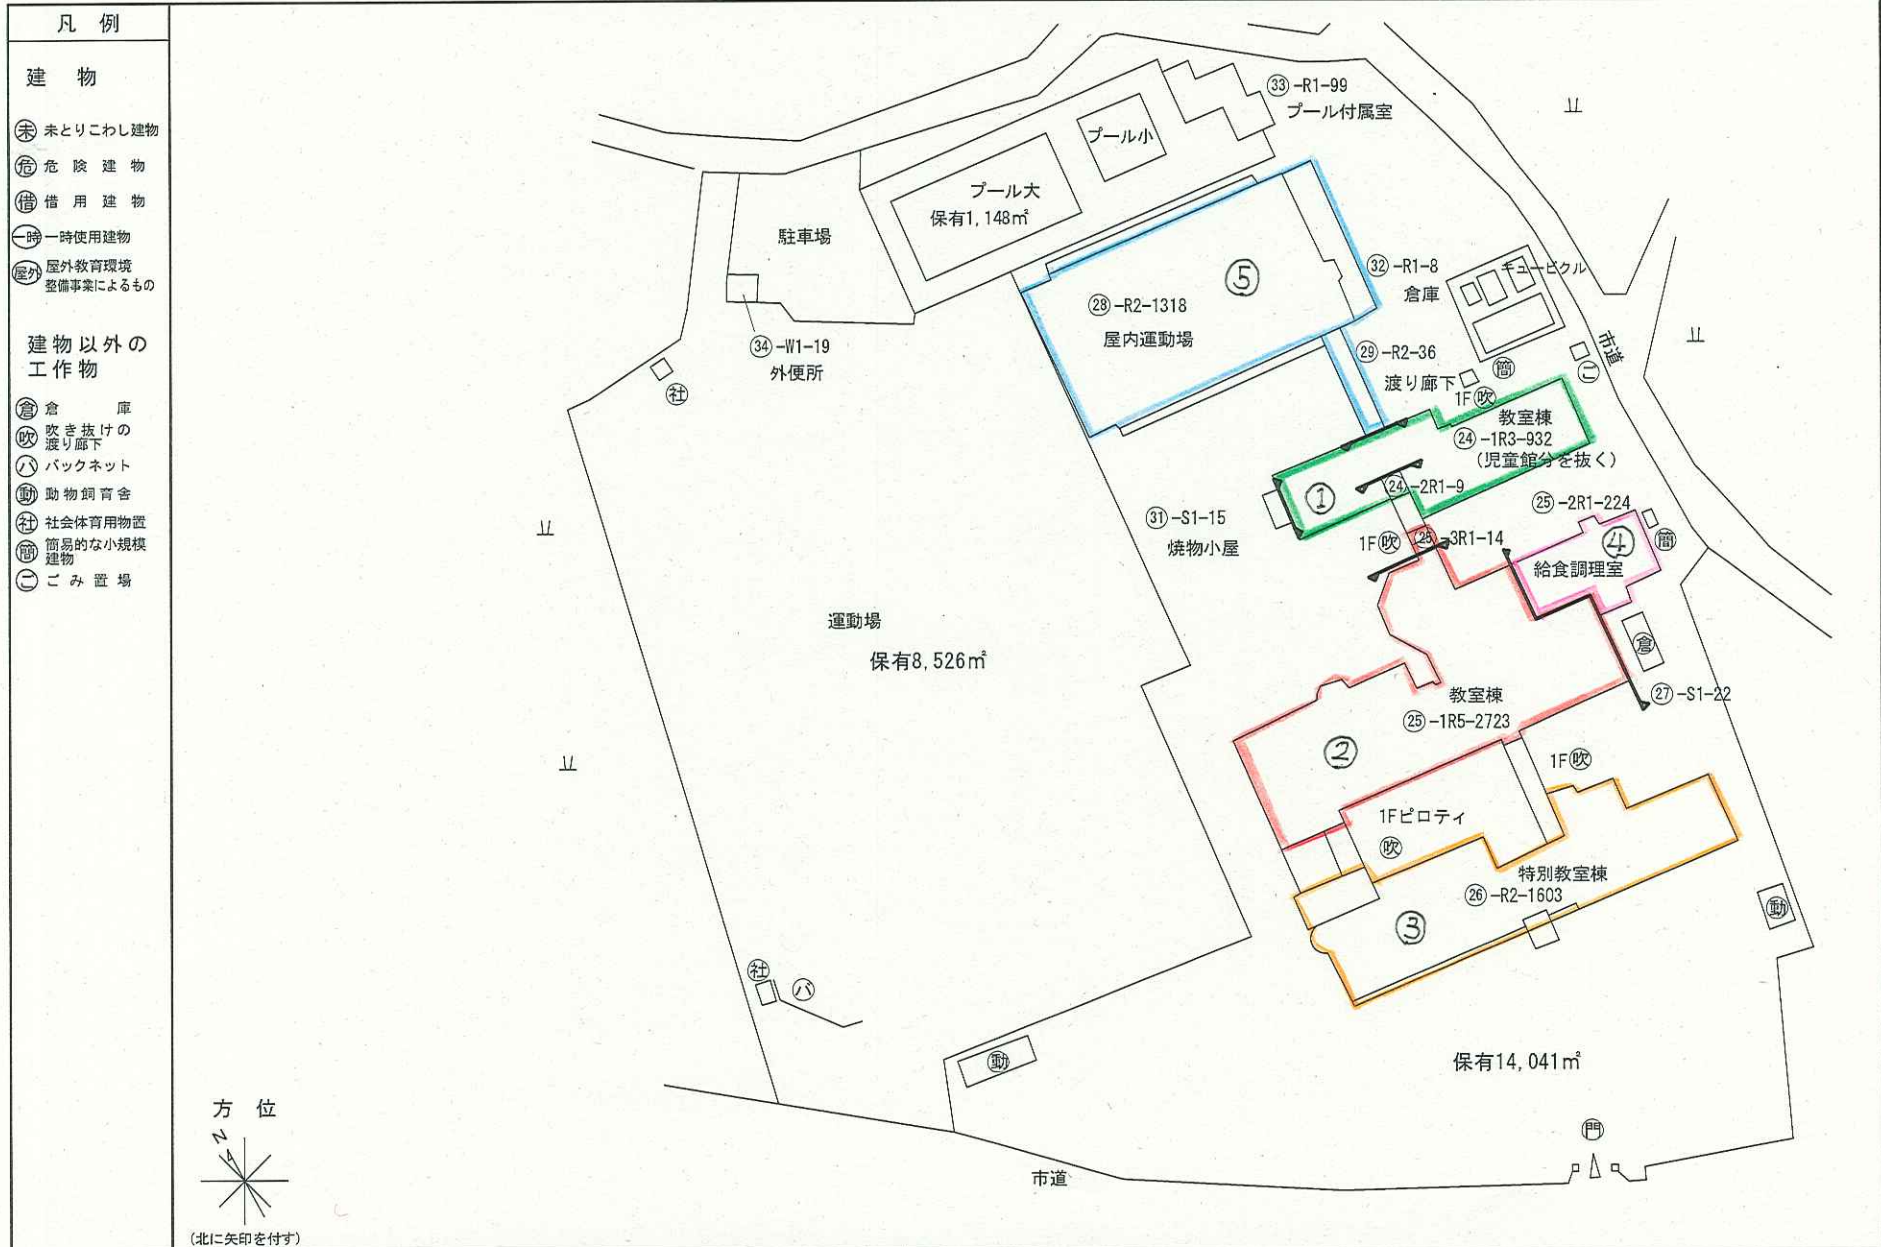 凡例
建物
未 未とりこわし建物
危 危険建物
借 借用建物
一時 一時使用建物
屋外 屋外教育環境
整備事業によるもの
建物以外の
工作物
倉 倉庫
吹 吹き抜けの
渡り廊下
バ バックネット
動 動物飼育舎
社 社会体育用物置
簡 簡易的な小規模
建物
ご ごみ置場
方位
N
(北に矢印を付す)
㉝-R1-99
プール付属室
プール小
プール大
保有1,148㎡
駐車場
㉞-W1-19
外便所
社
㉜-R1-8
倉庫
キュービクル
⑤
㉘-R2-1318
屋内運動場
㉙-R2-36
渡り廊下
簡
ご
市道
1F吹
教室棟
㉔-1R3-932
(児童館分を抜く)
①
㉔-2R1-9
㉛-S1-15
焼物小屋
1F吹
㉕-3R1-14
㉕-2R1-224
④
簡
給食調理室
倉
㉗-S1-22
運動場
保有8,526㎡
教室棟
㉕-1R5-2723
②
1F吹
1Fピロティ
吹
特別教室棟
㉖-R2-1603
③
動
社
バ
動
保有14,041㎡
門
市道